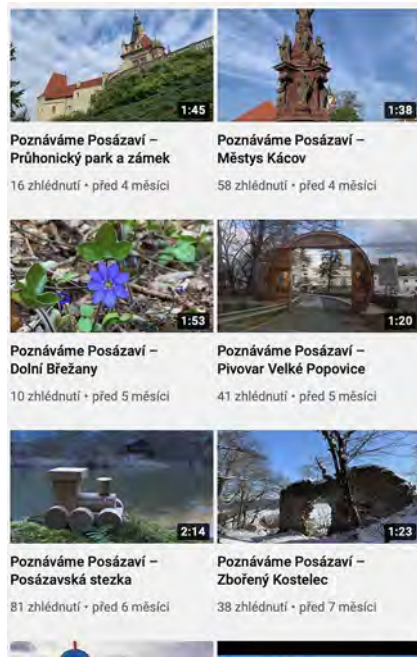 1:45
1:38
Poznáváme Posázaví –
Průhonický park a zámek
16 zhlédnutí • před 4 měsíci
Poznáváme Posázaví –
Městys Kácov
58 zhlédnutí • před 4 měsíci
1:53
1:20
Poznáváme Posázaví –
Dolní Břežany
10 zhlédnutí • před 5 měsíci
Poznáváme Posázaví –
Pivovar Velké Popovice
41 zhlédnutí • před 5 měsíci
2:14
1:23
Poznáváme Posázaví –
Posázavská stezka
81 zhlédnutí • před 6 měsíci
Poznáváme Posázaví –
Zbořený Kostelec
38 zhlédnutí • před 7 měsíci